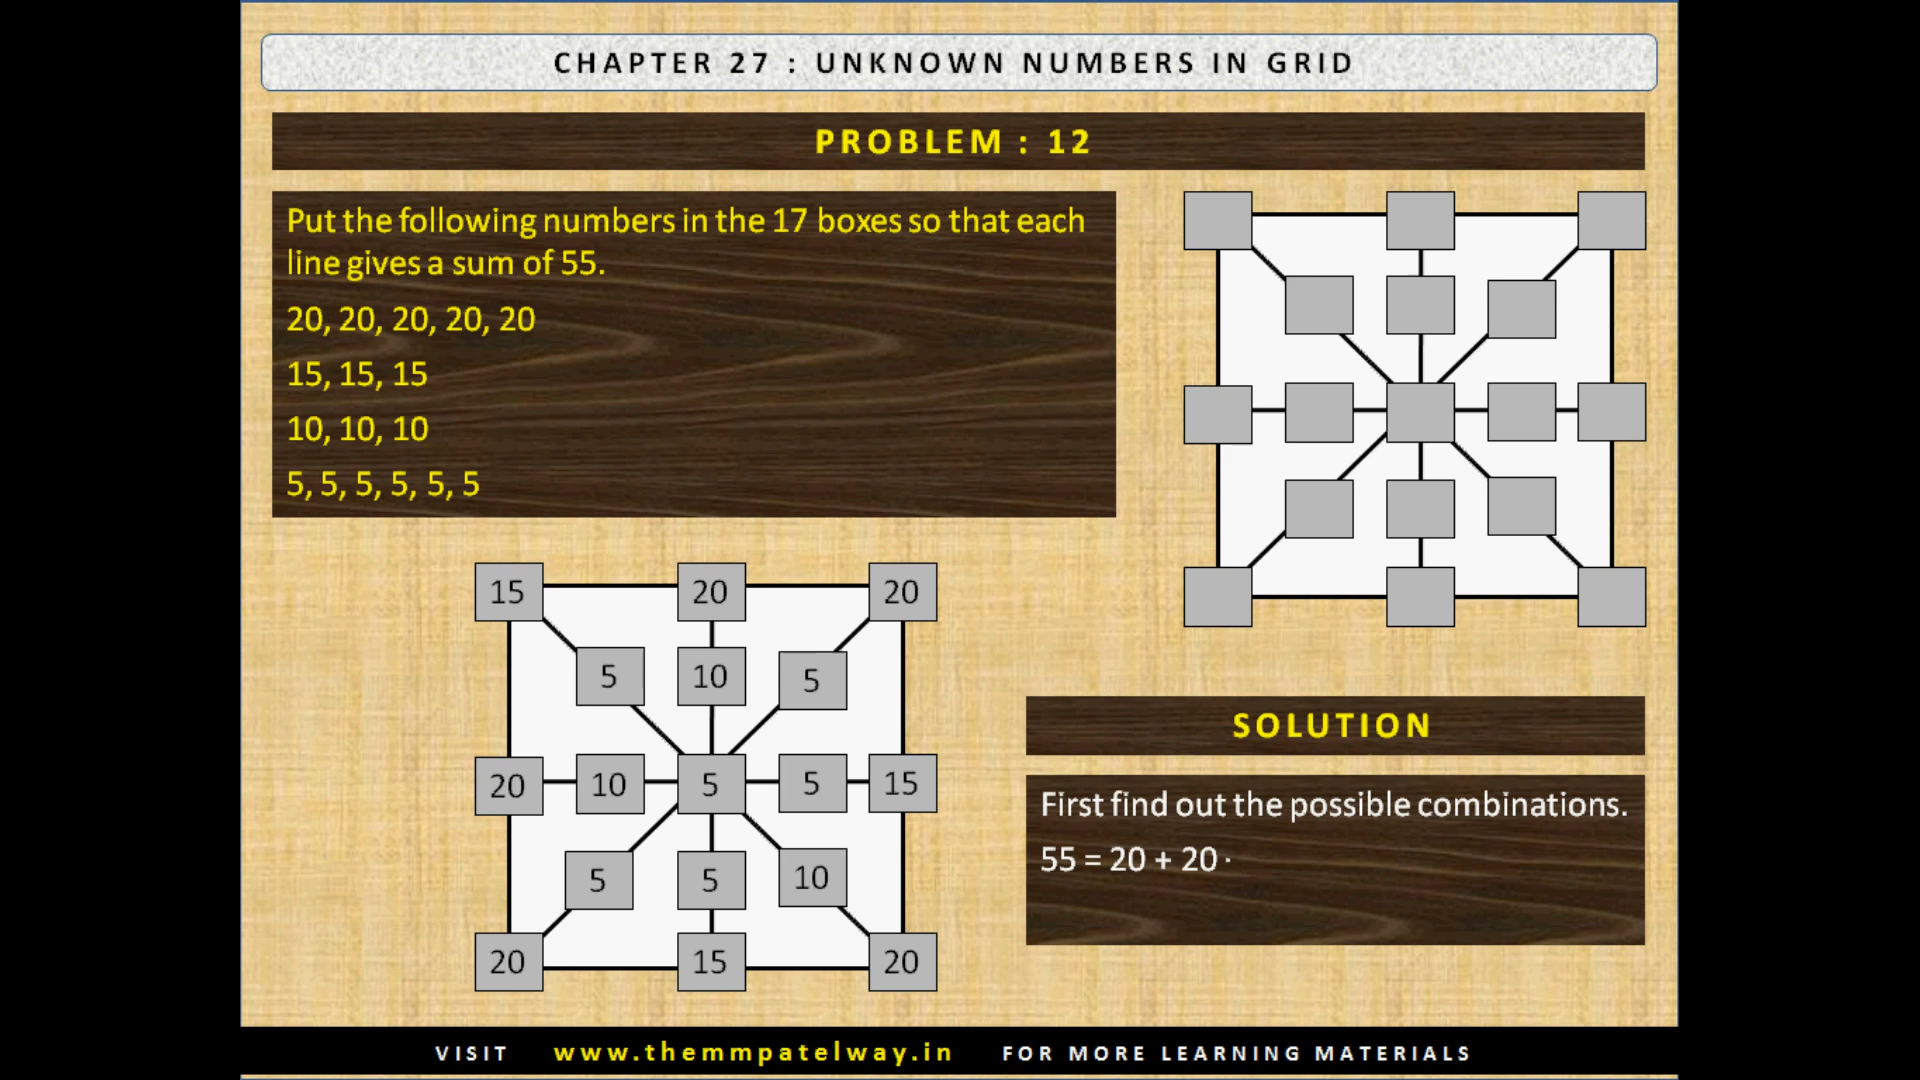 CHAPTER 27 : UNKNOWN NUMBERS IN GRID
PROBLEM : 12
Put the following numbers in the 17 boxes so that each
line gives a sum of 55.
20, 20, 20, 20, 20
15, 15, 15
10, 10, 10
5, 5, 5, 5, 5, 5
15 20 20
5 10 5
20 10 5 5 15
5 5 10
20 15 20
SOLUTION
First find out the possible combinations.
55 = 20 + 20
VISIT www.themmpatelway.in FOR MORE LEARNING MATERIALS